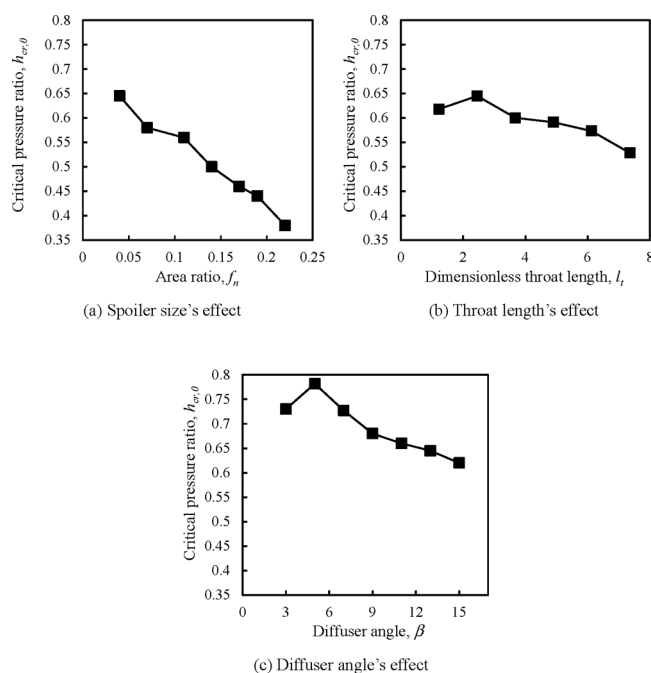 0.8
0.75
0.7
0.65
0.6
0.55
0.5
0.45
0.4
0.35
Critical pressure ratio, h_cr,0
0 0.05 0.1 0.15 0.2 0.25
Area ratio, f_n
(a) Spoiler size's effect
0.8
0.75
0.7
0.65
0.6
0.55
0.5
0.45
0.4
0.35
Critical pressure ratio, h_cr,0
0 2 4 6 8
Dimensionless throat length, l_t
(b) Throat length's effect
0.8
0.75
0.7
0.65
0.6
0.55
0.5
0.45
0.4
0.35
Critical pressure ratio, h_cr,0
0 3 6 9 12 15
Diffuser angle, β
(c) Diffuser angle's effect